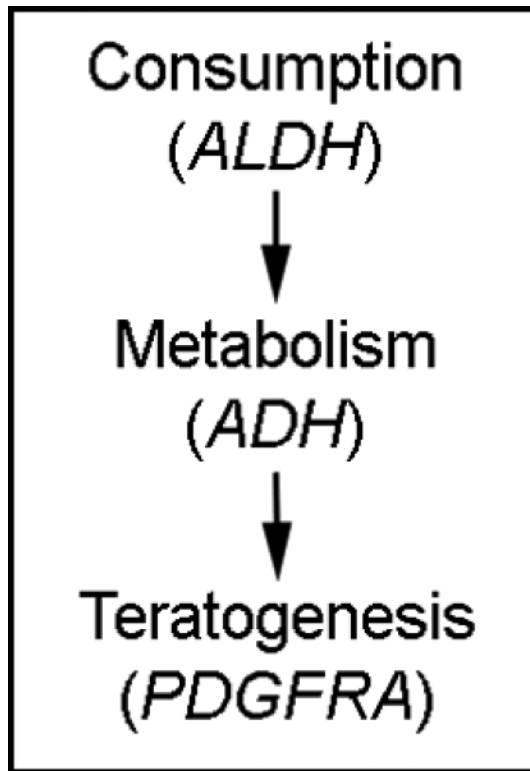 Consumption
(ALDH)
Metabolism
(ADH)
Teratogenesis
(PDGFRA)